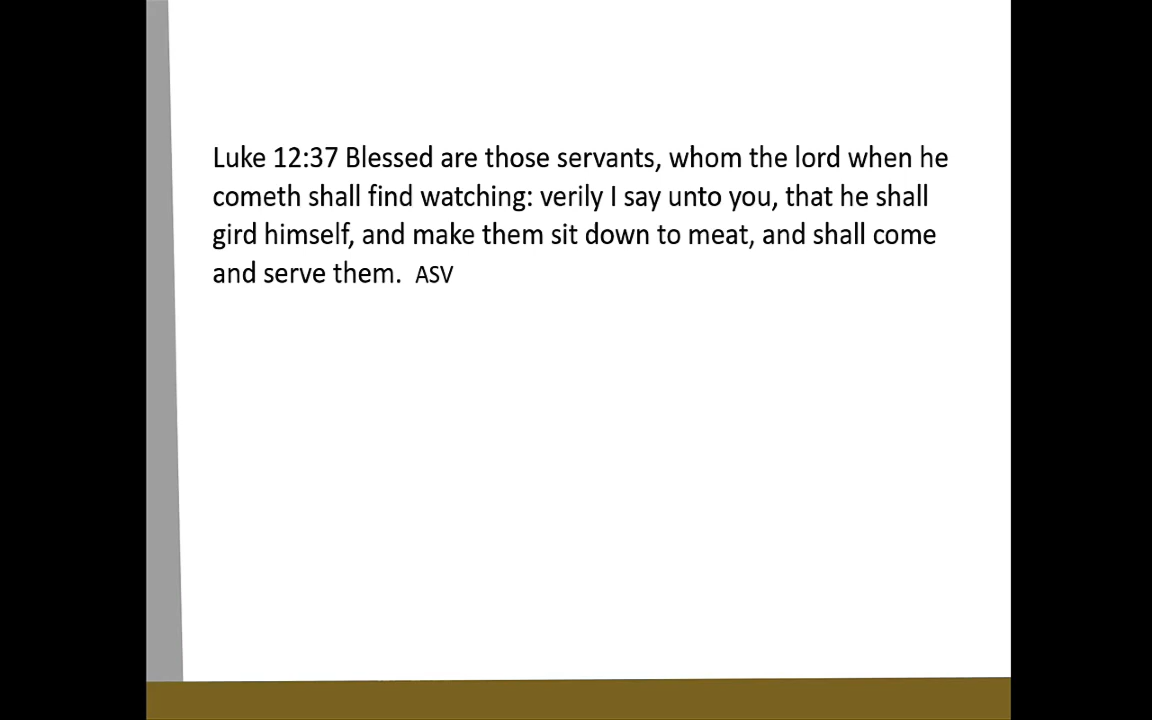 Luke 12:37 Blessed are those servants, whom the lord when he
cometh shall find watching: verily I say unto you, that he shall
gird himself, and make them sit down to meat, and shall come
and serve them. ASV